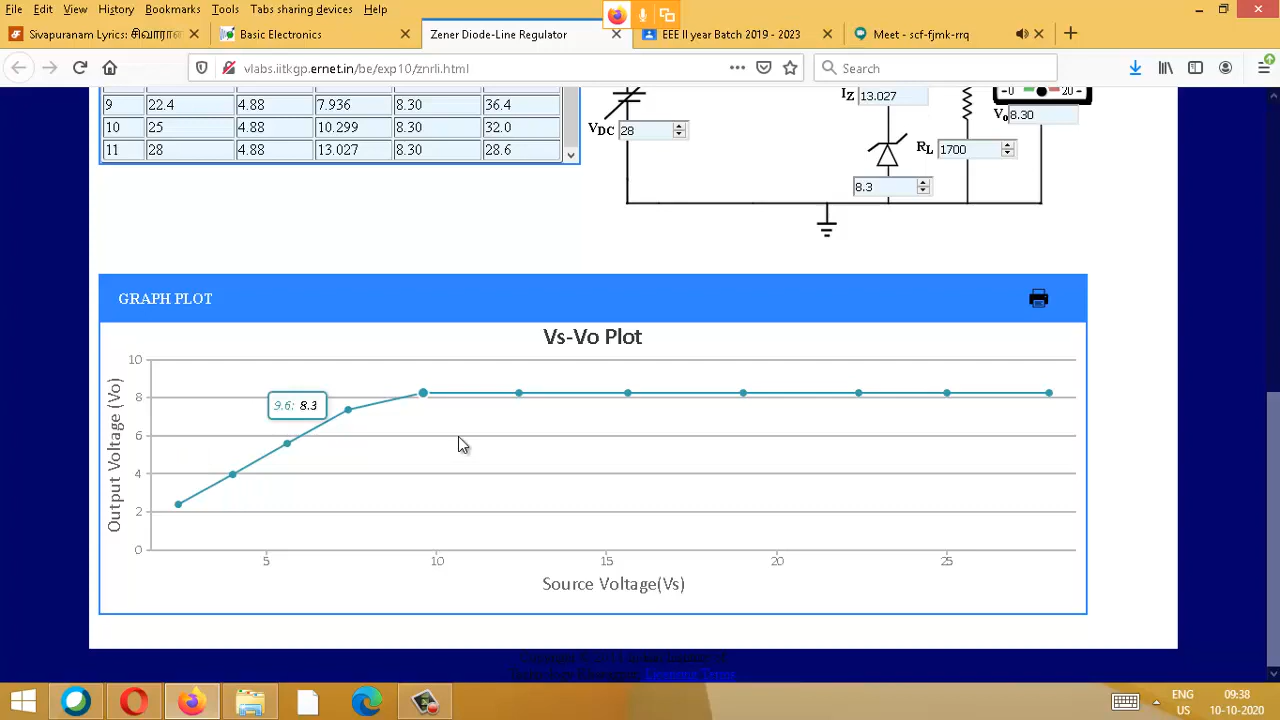 File Edit View History Bookmarks Tools Tabs sharing devices Help
Sivapuranam Lyrics: Basic Electronics Zener Diode-Line Regulator EEE II year Batch 2019 - 2023 Meet - scf-fjmk-rrq
vlabs.iitkgp.ernet.in/be/exp10/znrli.html Search
9 22.4 4.88 7.936 8.30 36.4
10 25 4.88 10.299 8.30 32.0
11 28 4.88 13.027 8.30 28.6
IZ 13.027
-0 20-
Vo 8.30
VDC 28
RL 1700
8.3
GRAPH PLOT
Vs-Vo Plot
Output Voltage (Vo)
10
8
6
4
2
0
9.6: 8.3
5 10 15 20 25
Source Voltage(Vs)
ENG 09:38
US 10-10-2020